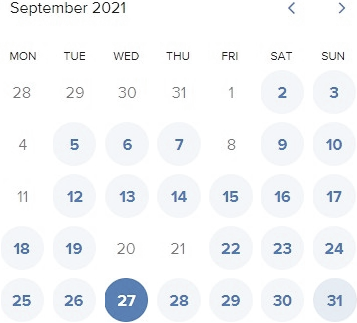 September 2021
MON TUE WED THU FRI SAT SUN
28 29 30 31 1 2 3
4 5 6 7 8 9 10
11 12 13 14 15 16 17
18 19 20 21 22 23 24
25 26 27 28 29 30 31